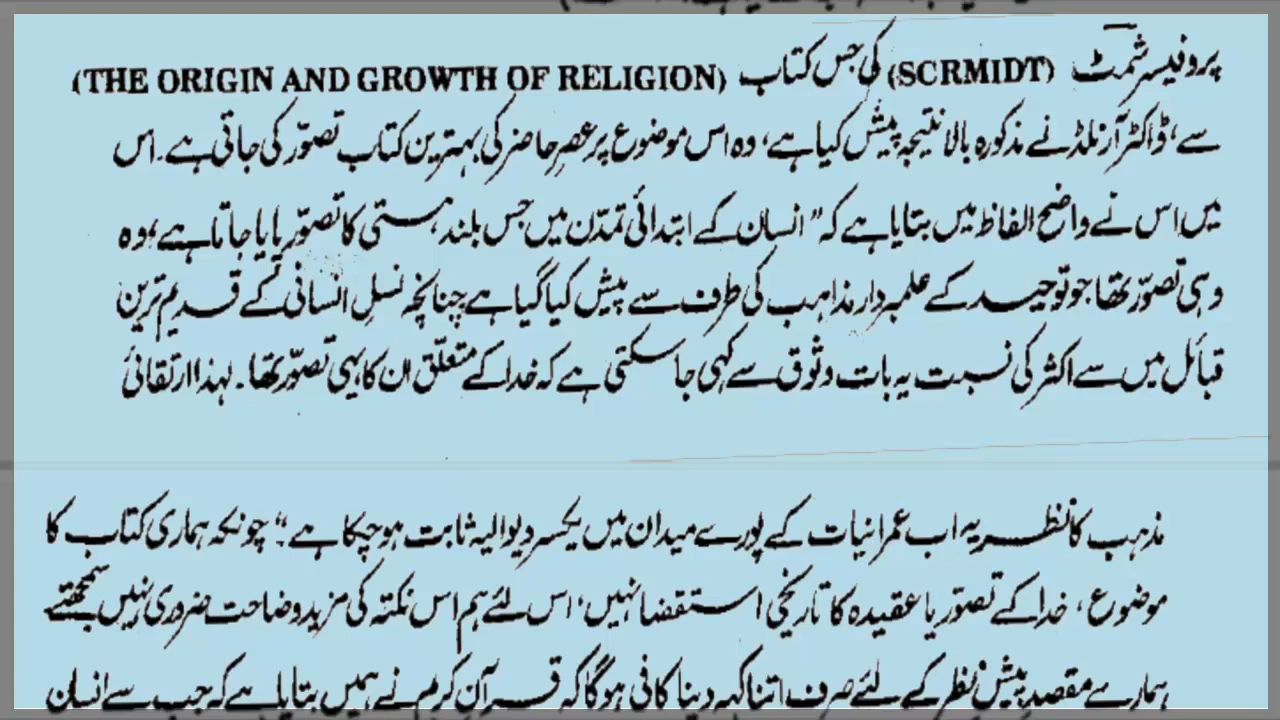 پروفیسر شمٹ (SCRMIDT) کی جس کتاب (THE ORIGIN AND GROWTH OF RELIGION)
سے، ڈاکٹر آرنلڈ نے مذکورہ بالا نتیجہ پیش کیا ہے، وہ اس موضوع پر عصرِ حاضر کی بہترین کتاب تصوّر کی جاتی ہے۔ اس
میں اس نے واضح الفاظ میں بتایا ہے کہ ”انسان کے ابتدائی تمدّن میں جس بلند ہستی کا تصوّر پایا جاتا ہے، وہ
وہی تصوّر تھا جو توحید کے علمبردار مذاہب کی طرف سے پیش کیا گیا ہے چنانچہ نسلِ انسانی کے قدیم ترین
قبائل میں سے اکثر کی نسبت یہ بات وثوق سے کہی جا سکتی ہے کہ خدا کے متعلّق ان کا یہی تصوّر تھا۔ لہٰذا ارتقائی
مذہب کا نظریہ اب عمرانیات کے پورے میدان میں یکسر دیوالیہ ثابت ہو چکا ہے“ چونکہ ہماری کتاب کا
موضوع، خدا کے تصوّر یا عقیدہ کا تاریخی استقضا نہیں، اس لئے ہم اس نکتہ کی مزید وضاحت ضروری نہیں سمجھتے
ہمارے مقصد پیش نظر کے لئے صرف اتنا کہہ دینا کافی ہوگا کہ قرآن کریم نے ہمیں بتایا ہے کہ جب سے انسان